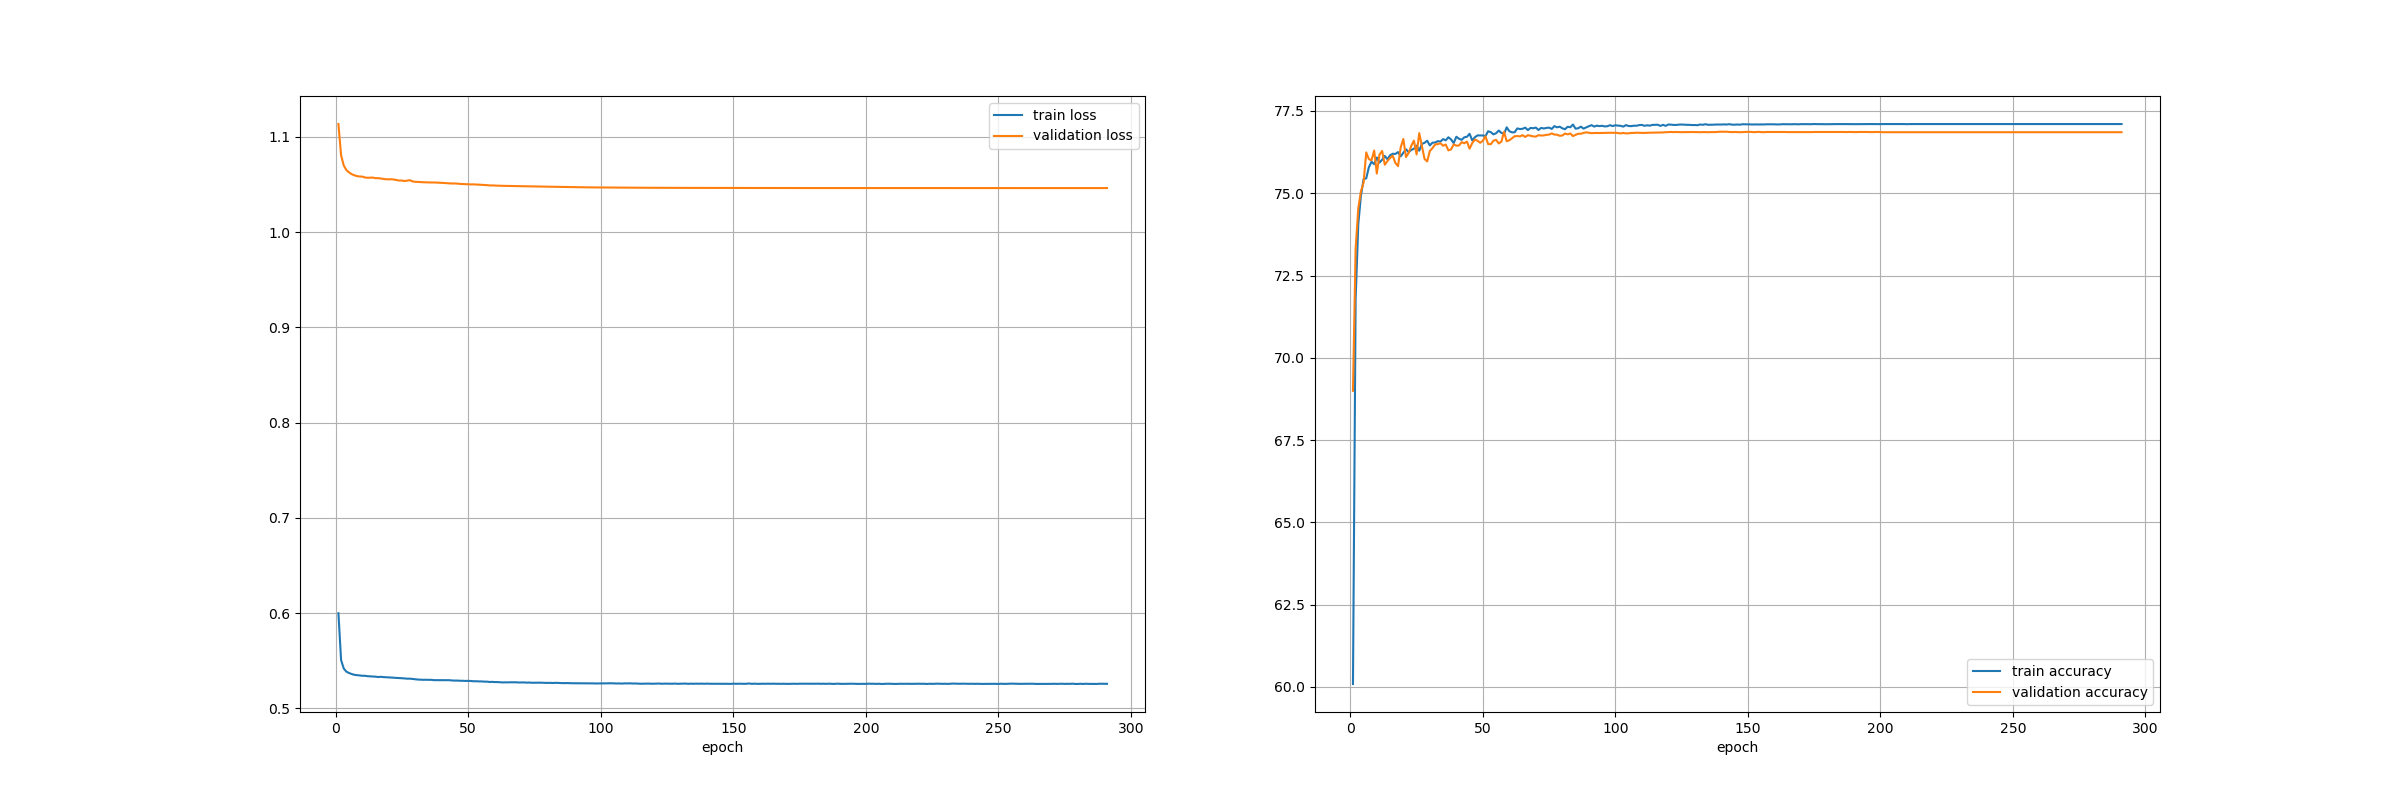 train loss
validation loss
1.1
1.0
0.9
0.8
0.7
0.6
0.5
0 50 100 150 200 250 300
epoch
77.5
75.0
72.5
70.0
67.5
65.0
62.5
60.0
train accuracy
validation accuracy
0 50 100 150 200 250 300
epoch